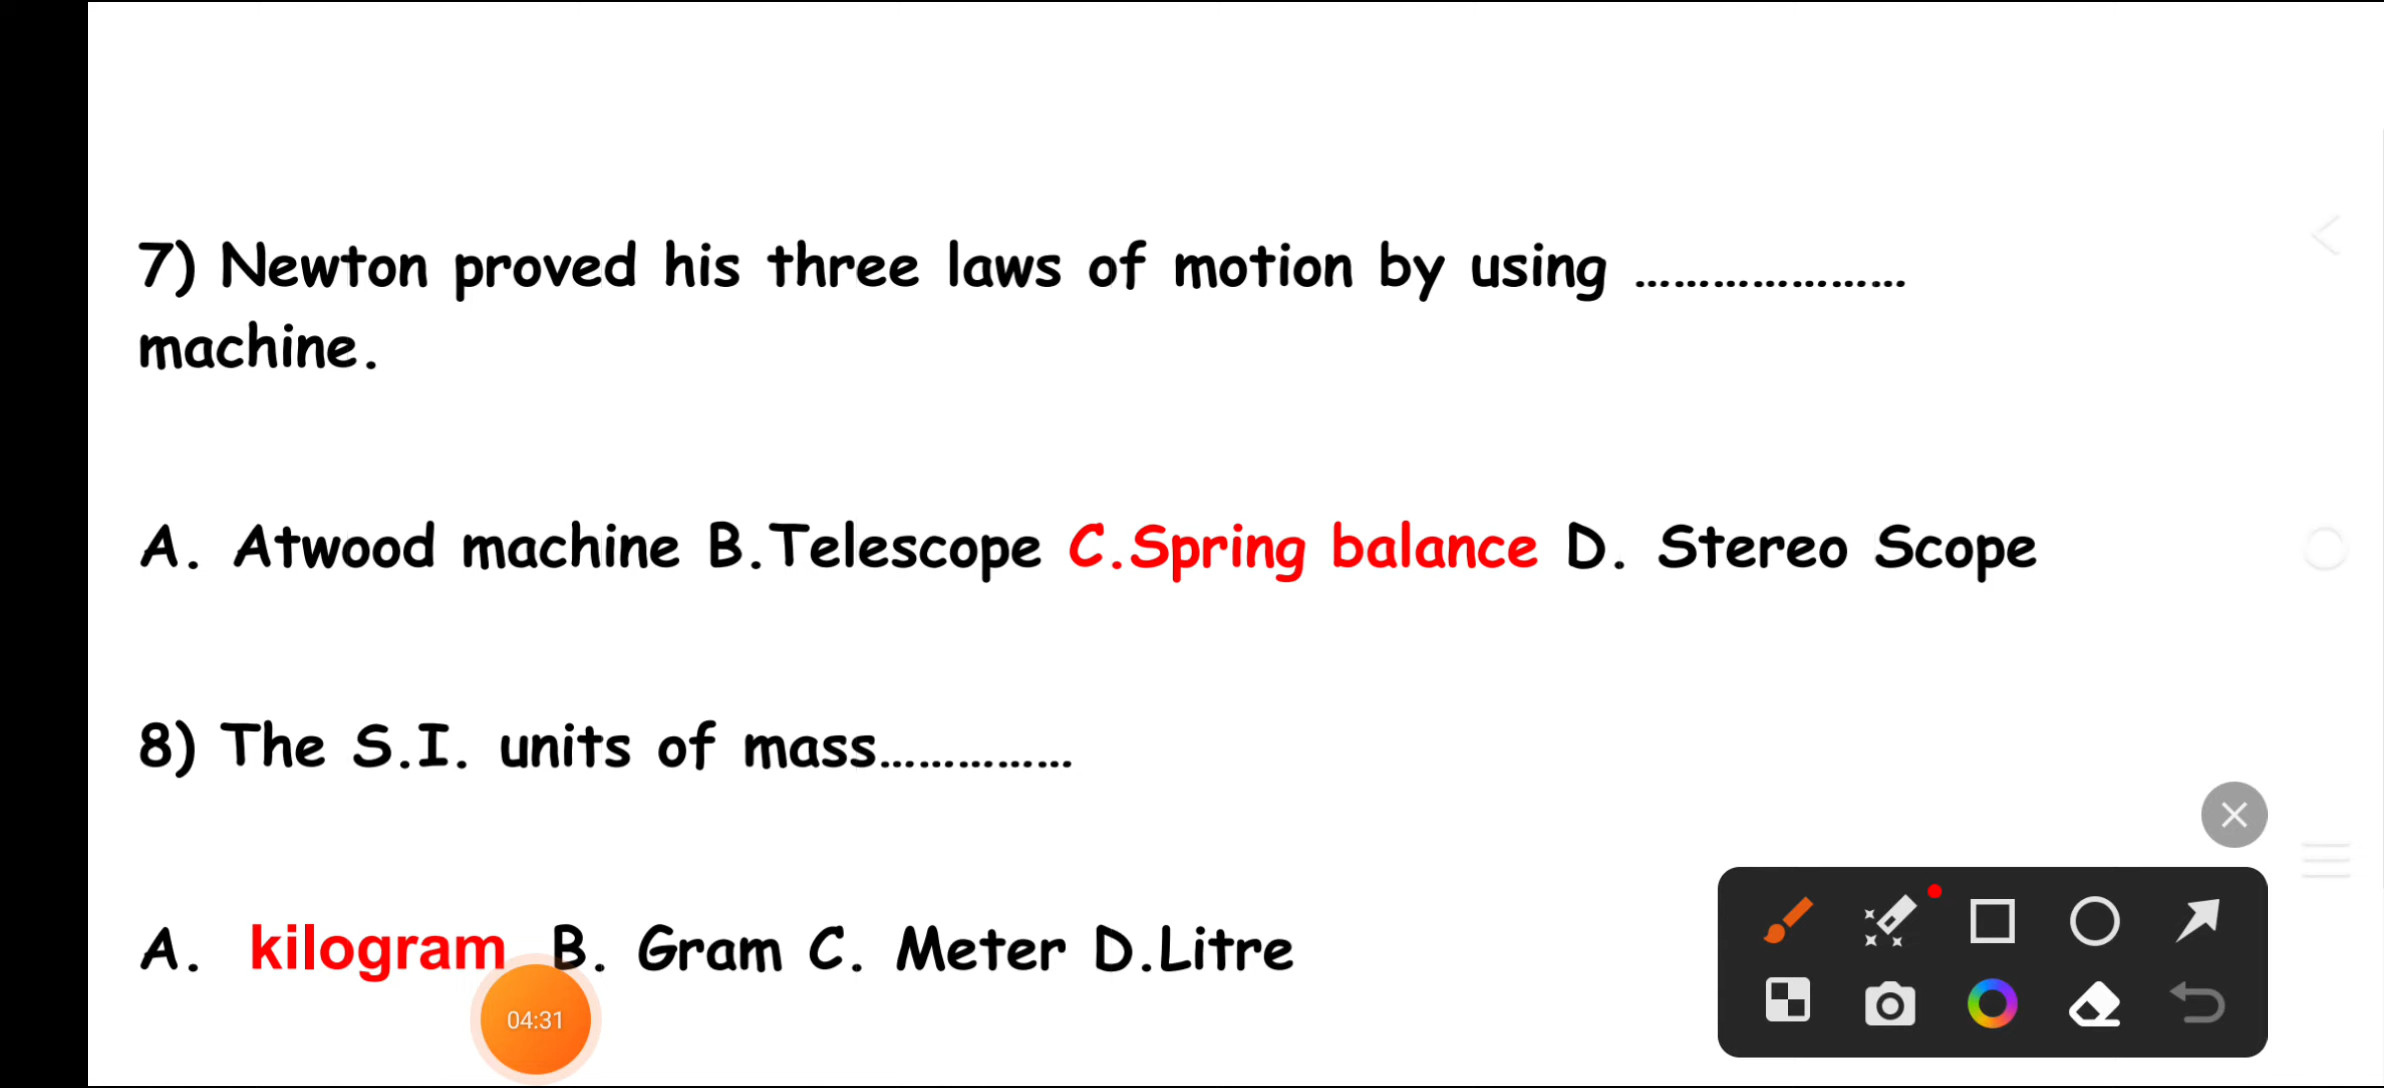 7) Newton proved his three laws of motion by using .....................
machine.
A. Atwood machine B.Telescope C.Spring balance D. Stereo Scope
8) The S.I. units of mass...............
A. kilogram B. Gram C. Meter D.Litre
04:31